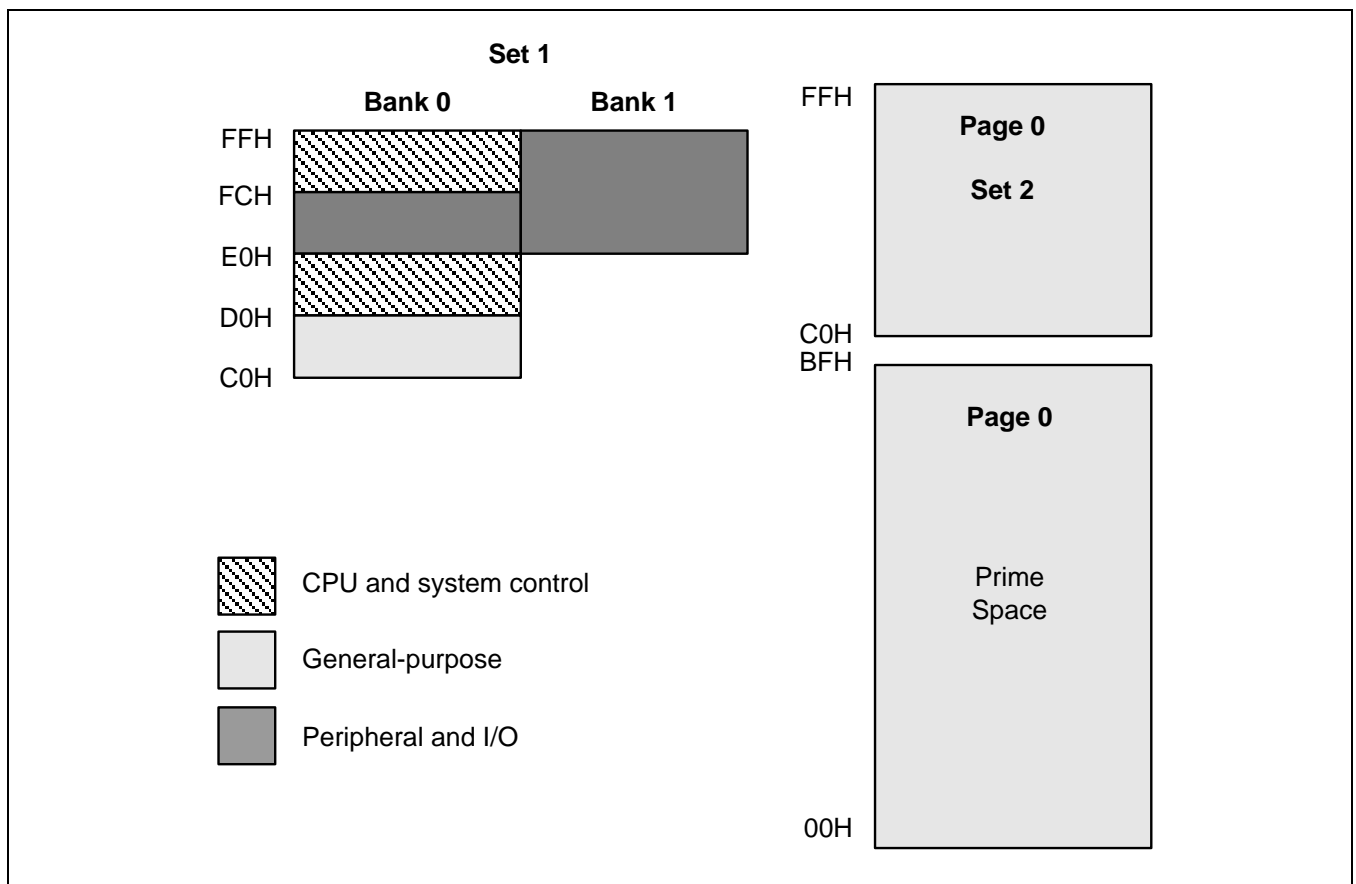 Set 1
Bank 0
Bank 1
FFH
FCH
E0H
D0H
C0H
FFH
Page 0
Set 2
C0H
BFH
Page 0
Prime
Space
00H
CPU and system control
General-purpose
Peripheral and I/O